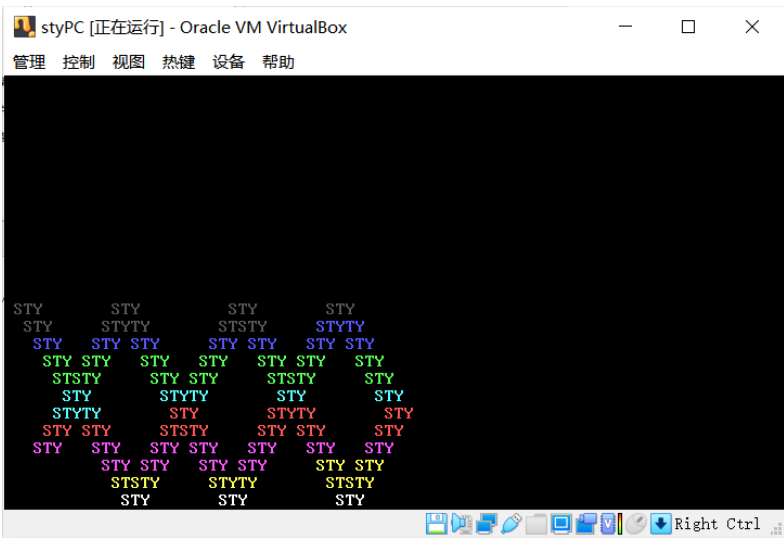 styPC [正在运行] - Oracle VM VirtualBox
管理 控制 视图 热键 设备 帮助
STY STY STY STY
STY STYTY STSTY STYTY
STY STY STY STY STY STY STY
STY STY STY STY STY STY STY
STSTY STY STY STSTY STY
STY STYTY STY STY
STYTY STY STYTY STY
STY STY STSTY STY STY STY
STY STY STY STY STY STY STY
STY STY STY STY STY STY
STSTY STYTY STSTY
STY STY STY
Right Ctrl